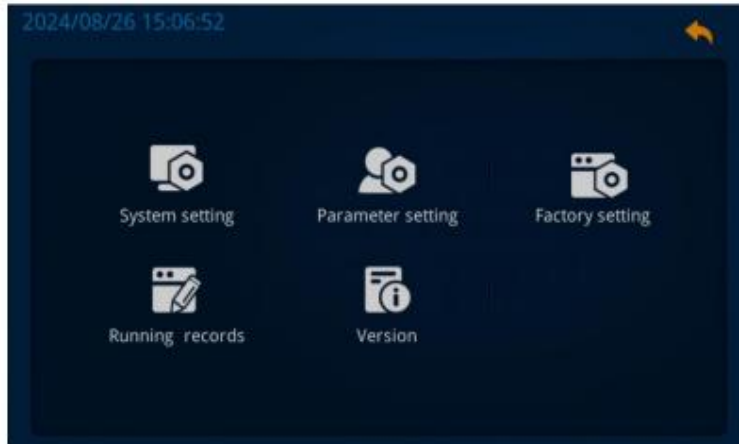 2024/08/26 15:06:52
System setting
Parameter setting
Factory setting
Running records
Version